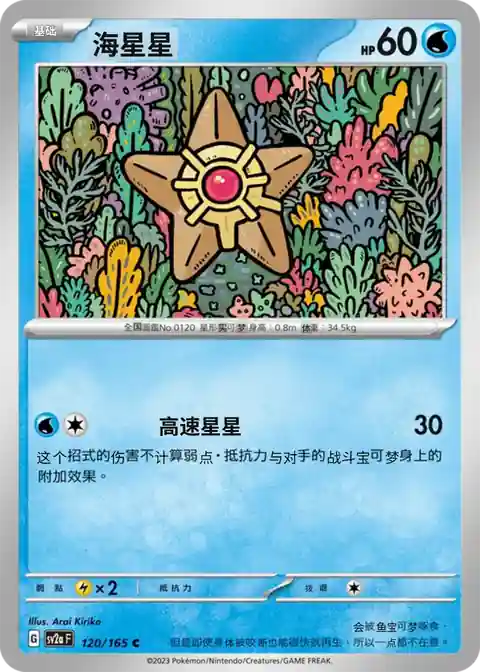 基础
海星星
HP60
全国图鉴No 0120 星形宝可梦 身高：0.8m 体重：34.5kg
高速星星 30
这个招式的伤害不计算弱点・抵抗力与对手的战斗宝可梦身上的
附加效果。
弱點 ×2 抵抗力 撤退
Illus. Arai Kiriko
会被鱼宝可梦啄食。
G sv2a F 120/165 C
但是即使身体被咬断也能很快再生，所以一点都不在意。
©2023 Pokémon/Nintendo/Creatures/GAME FREAK.